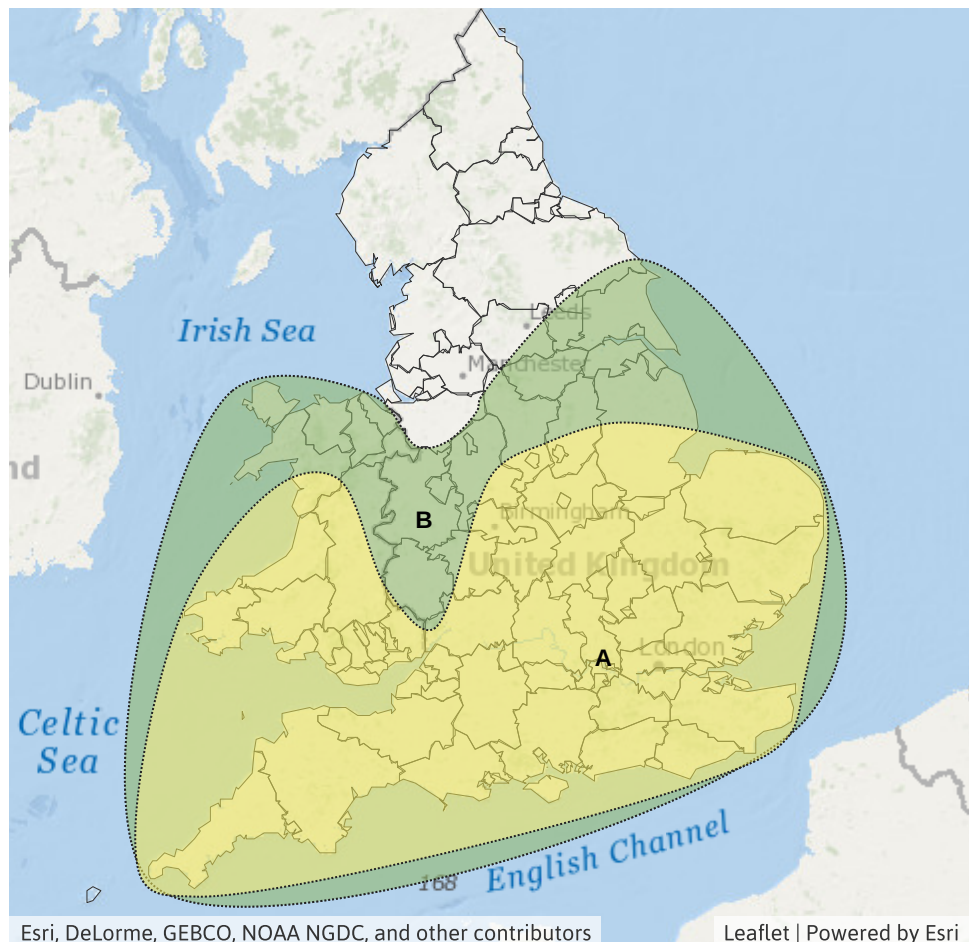 Leeds
Irish Sea
Manchester
Dublin
nd
B
Birmingham
United Kingdom
London
A
Celtic
Sea
English Channel
168
Esri, DeLorme, GEBCO, NOAA NGDC, and other contributors
Leaflet | Powered by Esri